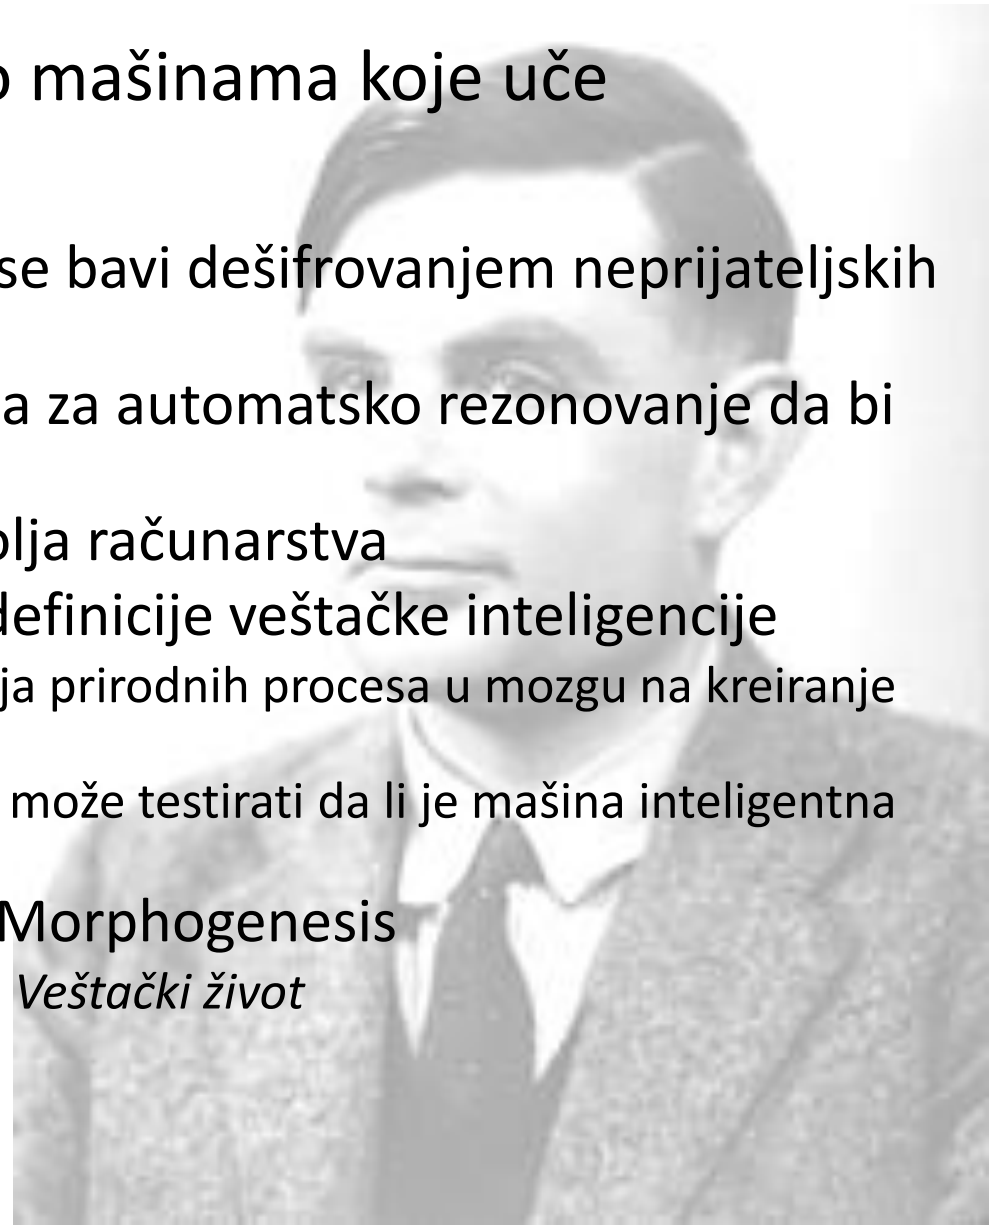 o mašinama koje uče
se bavi dešifrovanjem neprijateljskih
a za automatsko rezonovanje da bi
olja računarstva
definicije veštačke inteligencije
ja prirodnih procesa u mozgu na kreiranje
može testirati da li je mašina inteligentna
Morphogenesis
Veštački život